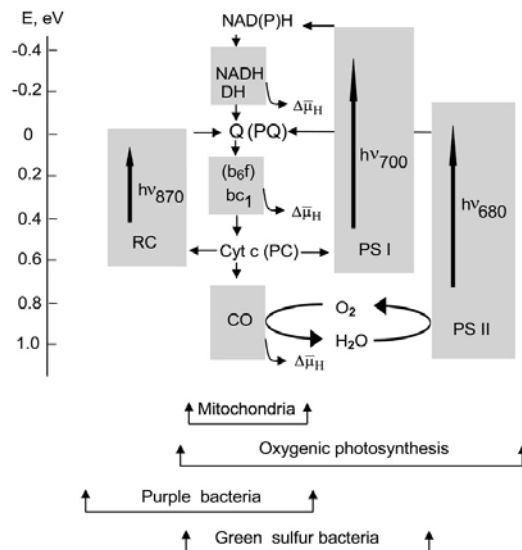 E, eV
NAD(P)H
-0.4
-0.2
0
0.2
0.4
0.6
0.8
1.0
NADH
DH
Δμ̄H
Q (PQ)
hν870
RC
(b6f)
bc1
Δμ̄H
hν700
PS I
hν680
PS II
Cyt c (PC)
CO
O2
H2O
Δμ̄H
Mitochondria
Oxygenic photosynthesis
Purple bacteria
Green sulfur bacteria